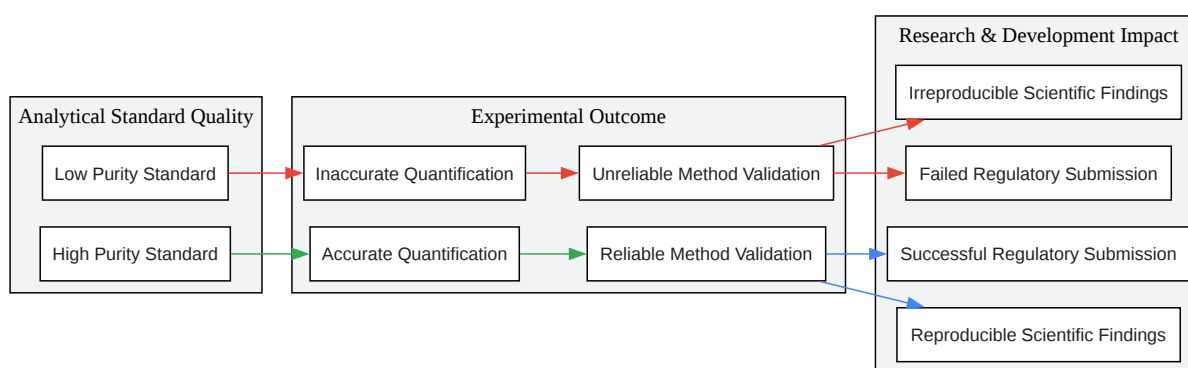 Analytical Standard Quality
Low Purity Standard
High Purity Standard
Experimental Outcome
Inaccurate Quantification
Unreliable Method Validation
Accurate Quantification
Reliable Method Validation
Research & Development Impact
Irreproducible Scientific Findings
Failed Regulatory Submission
Successful Regulatory Submission
Reproducible Scientific Findings